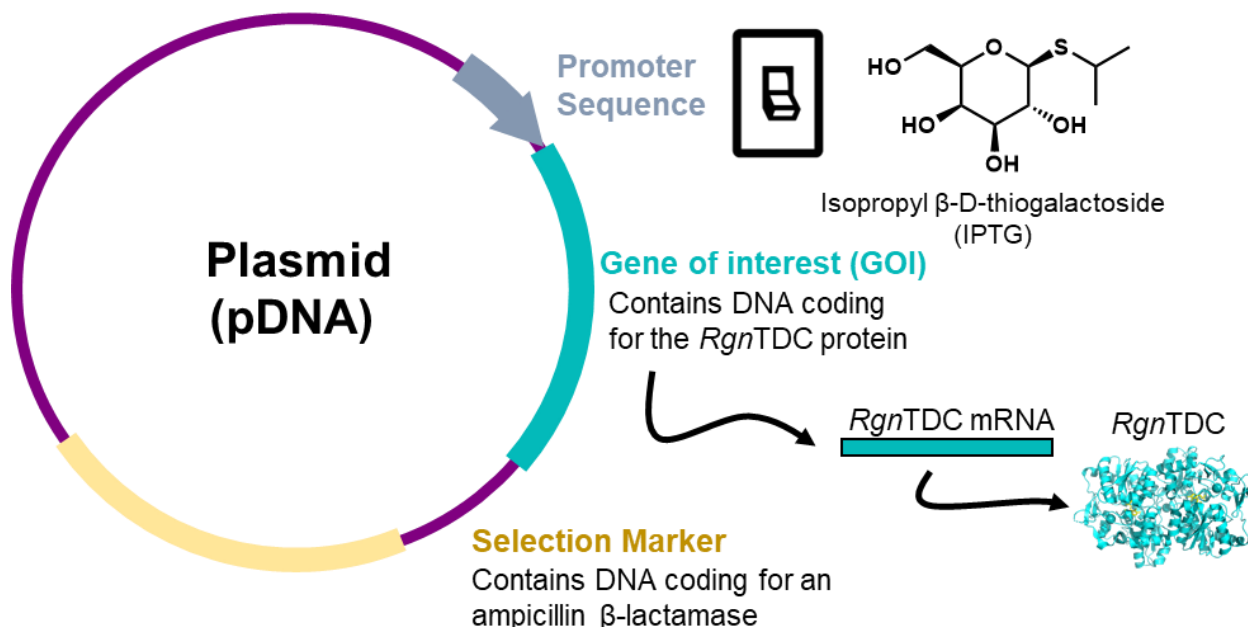 Promoter
Sequence
HO
O
S
HO
OH
OH
Isopropyl β-D-thiogalactoside
(IPTG)
Plasmid
(pDNA)
Gene of interest (GOI)
Contains DNA coding
for the RgnTDC protein
RgnTDC mRNA
RgnTDC
Selection Marker
Contains DNA coding for an
ampicillin β-lactamase